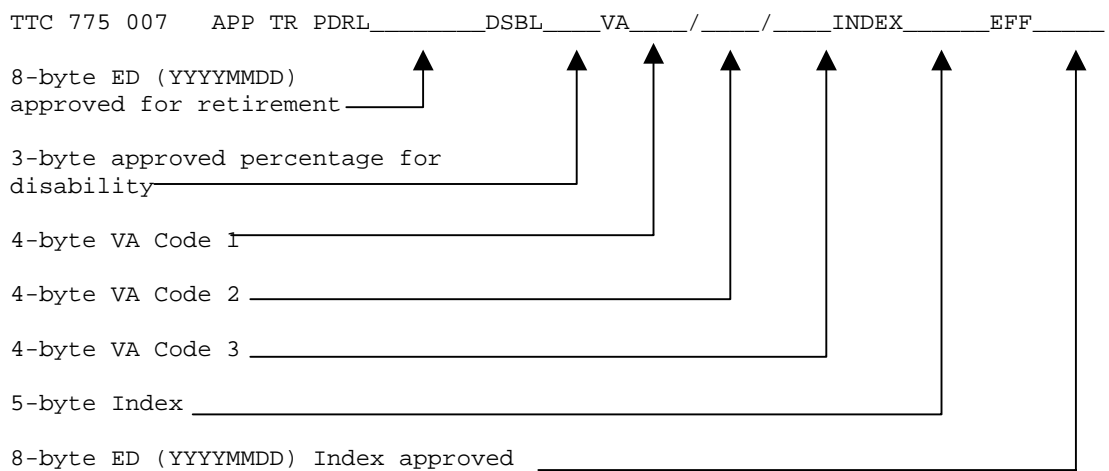 TTC 775 007 APP TR PDRL________DSBL____VA____/____/____INDEX______EFF_____
8-byte ED (YYYYMMDD)
approved for retirement
3-byte approved percentage for
disability
4-byte VA Code 1
4-byte VA Code 2
4-byte VA Code 3
5-byte Index
8-byte ED (YYYYMMDD) Index approved